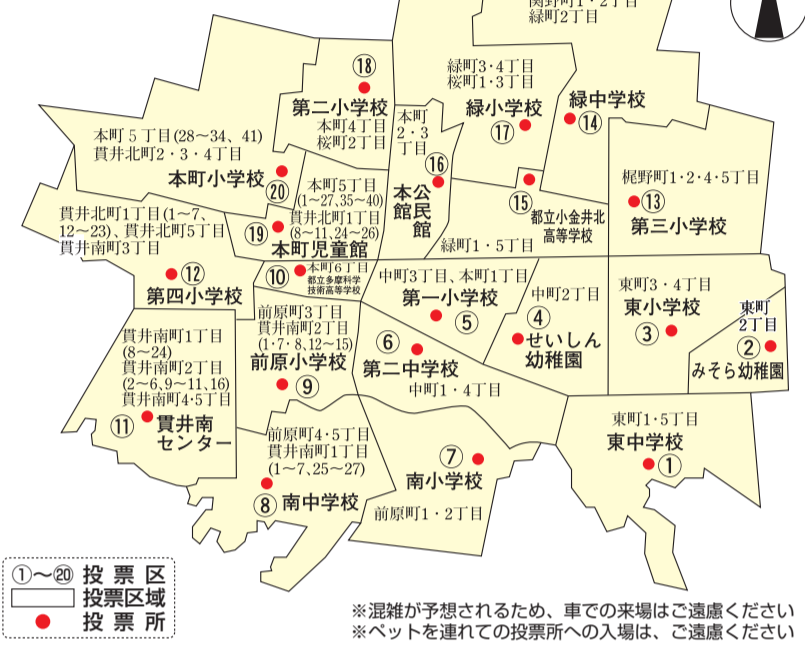 関野町1・2丁目
緑町2丁目
⑱
第二小学校
本町4丁目
桜町2丁目
緑町3・4丁目
桜町1・3丁目
緑小学校
⑰
緑中学校
⑭
本町
2・3
丁目
⑯
公民館
本館
本町5丁目(28〜34、41)
貫井北町2・3・4丁目
本町小学校
⑳
本町5丁目
(1〜27,35〜40)
貫井北町1丁目
(8〜11,24〜26)
⑲
本町児童館
⑮
都立小金井北
高等学校
緑町1・5丁目
梶野町1・2・4・5丁目
⑬
第三小学校
貫井北町1丁目(1〜7、
12〜23)、貫井北町5丁目
貫井南町3丁目
⑫
第四小学校
⑩
本町6丁目
都立多摩科学
技術高等学校
中町3丁目、本町1丁目
第一小学校
⑤
中町2丁目
④
せいしん
幼稚園
東町3・4丁目
東小学校
③
東町
2丁目
②
みそら幼稚園
前原町3丁目
貫井南町2丁目
(1・7・8,12〜15)
前原小学校
⑨
⑥
第二中学校
中町1・4丁目
貫井南町1丁目
(8〜24)
貫井南町2丁目
(2〜6,9〜11,16)
貫井南町4・5丁目
⑪
貫井南
センター
前原町4・5丁目
貫井南町1丁目
(1〜7,25〜27)
⑧
南中学校
⑦
南小学校
前原町1・2丁目
東町1・5丁目
東中学校
①
①〜⑳ 投票区
投票区域
投票所
※混雑が予想されるため、車での来場はご遠慮ください
※ペットを連れての投票所への入場は、ご遠慮ください